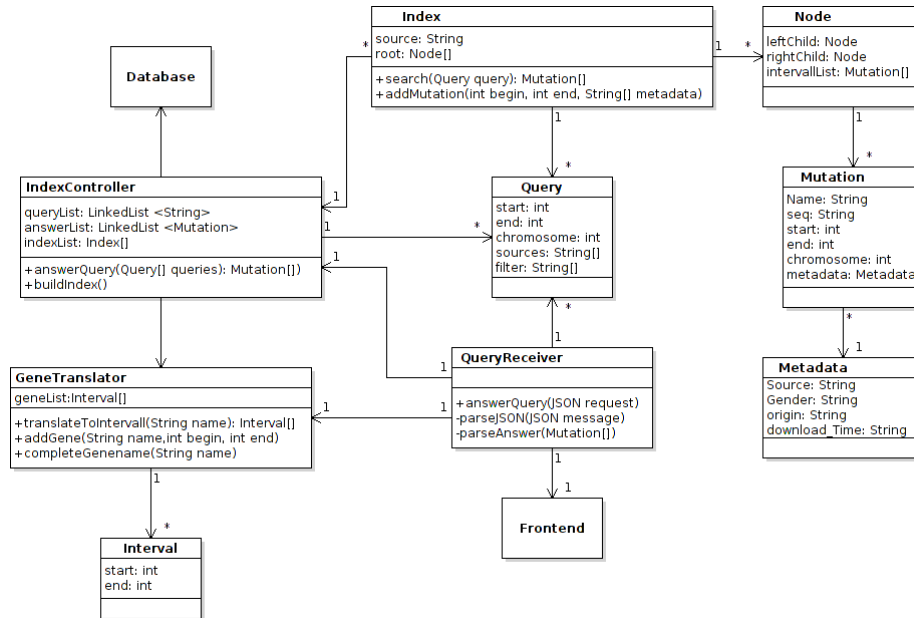 Index
source: String
root: Node[]
+search(Query query): Mutation[]
+addMutation(int begin, int end, String[] metadata)
*
1
*
Node
leftChild: Node
rightChild: Node
intervallList: Mutation[]
Database
1
*
1
*
IndexController
queryList: LinkedList <String>
answerList: LinkedList <Mutation>
indexList: Index[]
+answerQuery(Query[] queries): Mutation[])
+buildIndex()
1
1
*
1
Query
start: int
end: int
chromosome: int
sources: String[]
filter: String[]
Mutation
Name: String
seq: String
start: int
end: int
chromosome: int
metadata: Metadata
*
1
*
1
GeneTranslator
geneList:Interval[]
+translateToIntervall(String name): Interval[]
+addGene(String name,int begin, int end)
+completeGenename(String name)
1
1
1
QueryReceiver
+answerQuery(JSON request)
-parseJSON(JSON message)
-parseAnswer(Mutation[])
Metadata
Source: String
Gender: String
origin: String
download_Time: String
1
*
1
1
Interval
start: int
end: int
Frontend